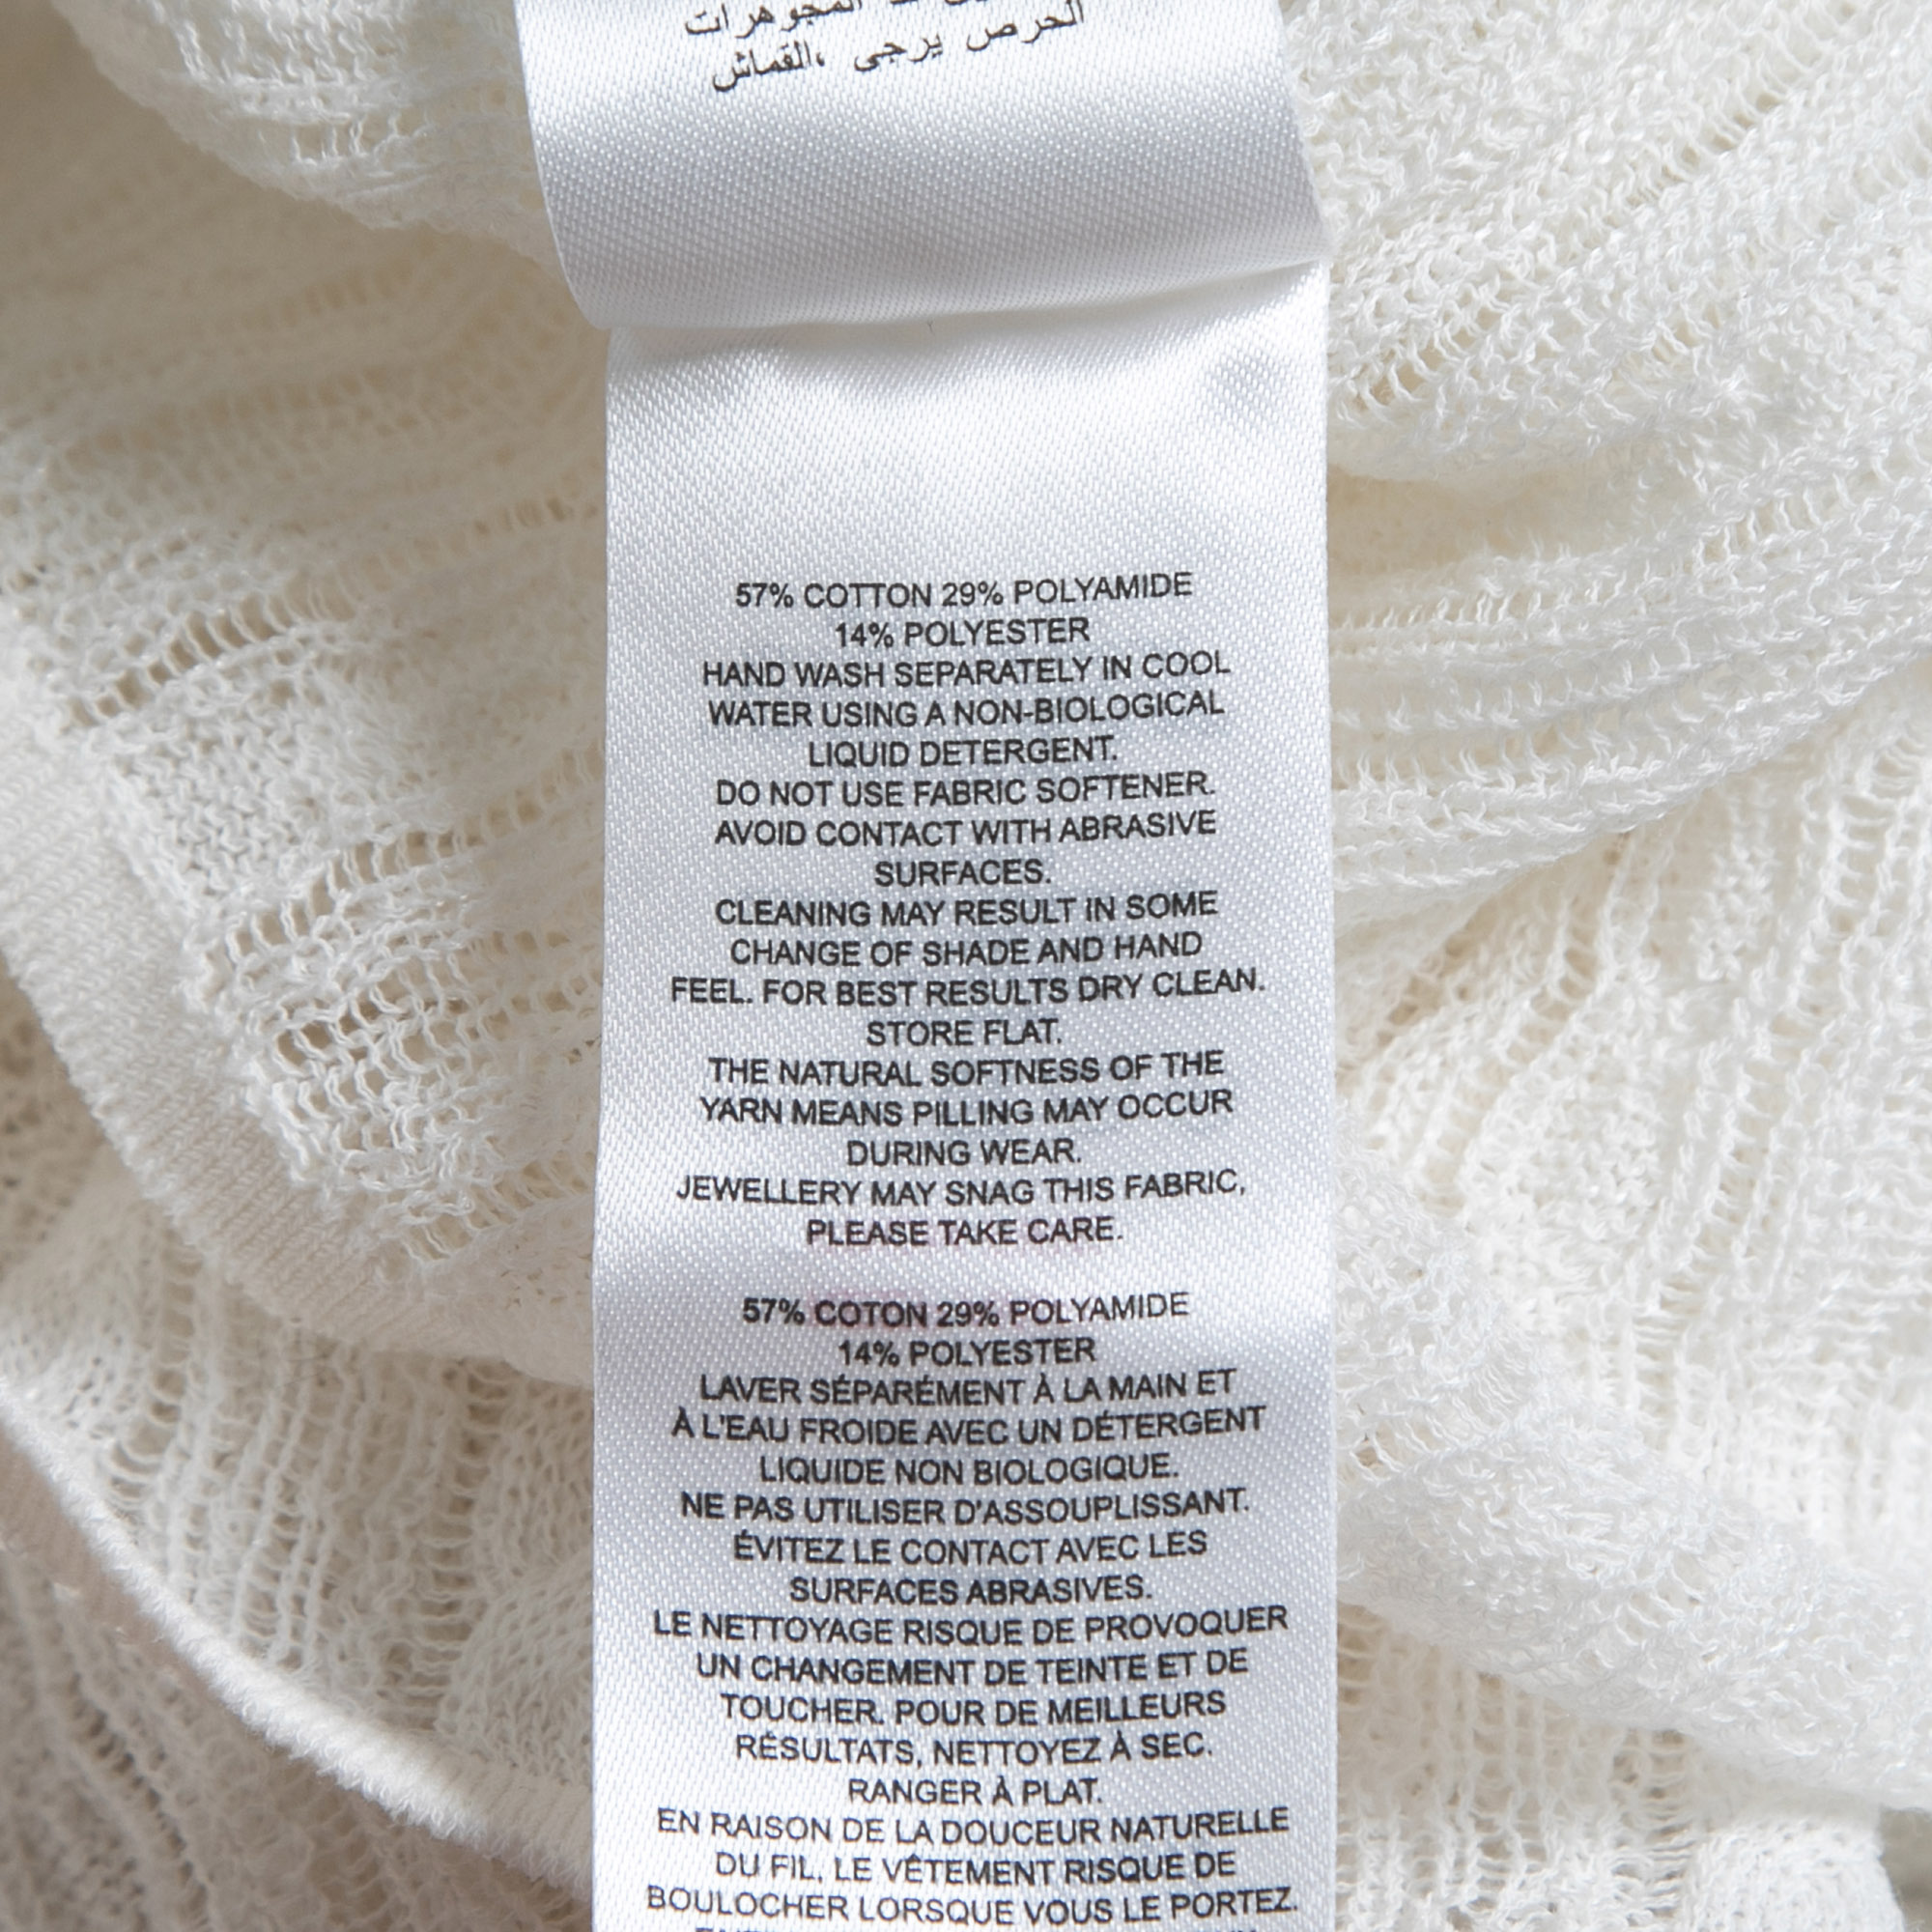 المجوهرات
الحرص يرجى ،القماش
57% COTTON 29% POLYAMIDE
14% POLYESTER
HAND WASH SEPARATELY IN COOL
WATER USING A NON-BIOLOGICAL
LIQUID DETERGENT.
DO NOT USE FABRIC SOFTENER.
AVOID CONTACT WITH ABRASIVE
SURFACES.
CLEANING MAY RESULT IN SOME
CHANGE OF SHADE AND HAND
FEEL. FOR BEST RESULTS DRY CLEAN.
STORE FLAT.
THE NATURAL SOFTNESS OF THE
YARN MEANS PILLING MAY OCCUR
DURING WEAR.
JEWELLERY MAY SNAG THIS FABRIC,
PLEASE TAKE CARE.
57% COTON 29% POLYAMIDE
14% POLYESTER
LAVER SÉPARÉMENT À LA MAIN ET
À L'EAU FROIDE AVEC UN DÉTERGENT
LIQUIDE NON BIOLOGIQUE.
NE PAS UTILISER D'ASSOUPLISSANT.
ÉVITEZ LE CONTACT AVEC LES
SURFACES ABRASIVES.
LE NETTOYAGE RISQUE DE PROVOQUER
UN CHANGEMENT DE TEINTE ET DE
TOUCHER. POUR DE MEILLEURS
RÉSULTATS, NETTOYEZ À SEC.
RANGER À PLAT.
EN RAISON DE LA DOUCEUR NATURELLE
DU FIL, LE VÊTEMENT RISQUE DE
BOULOCHER LORSQUE VOUS LE PORTEZ.